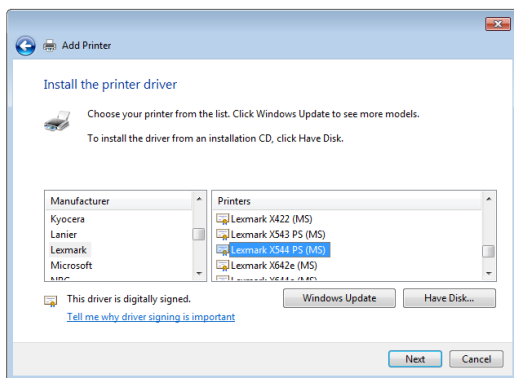 Add Printer
Install the printer driver
Choose your printer from the list. Click Windows Update to see more models.
To install the driver from an installation CD, click Have Disk.
Manufacturer
Kyocera
Lanier
Lexmark
Microsoft
Printers
Lexmark X422 (MS)
Lexmark X543 PS (MS)
Lexmark X544 PS (MS)
Lexmark X642e (MS)
This driver is digitally signed.
Tell me why driver signing is important
Windows Update
Have Disk...
Next
Cancel